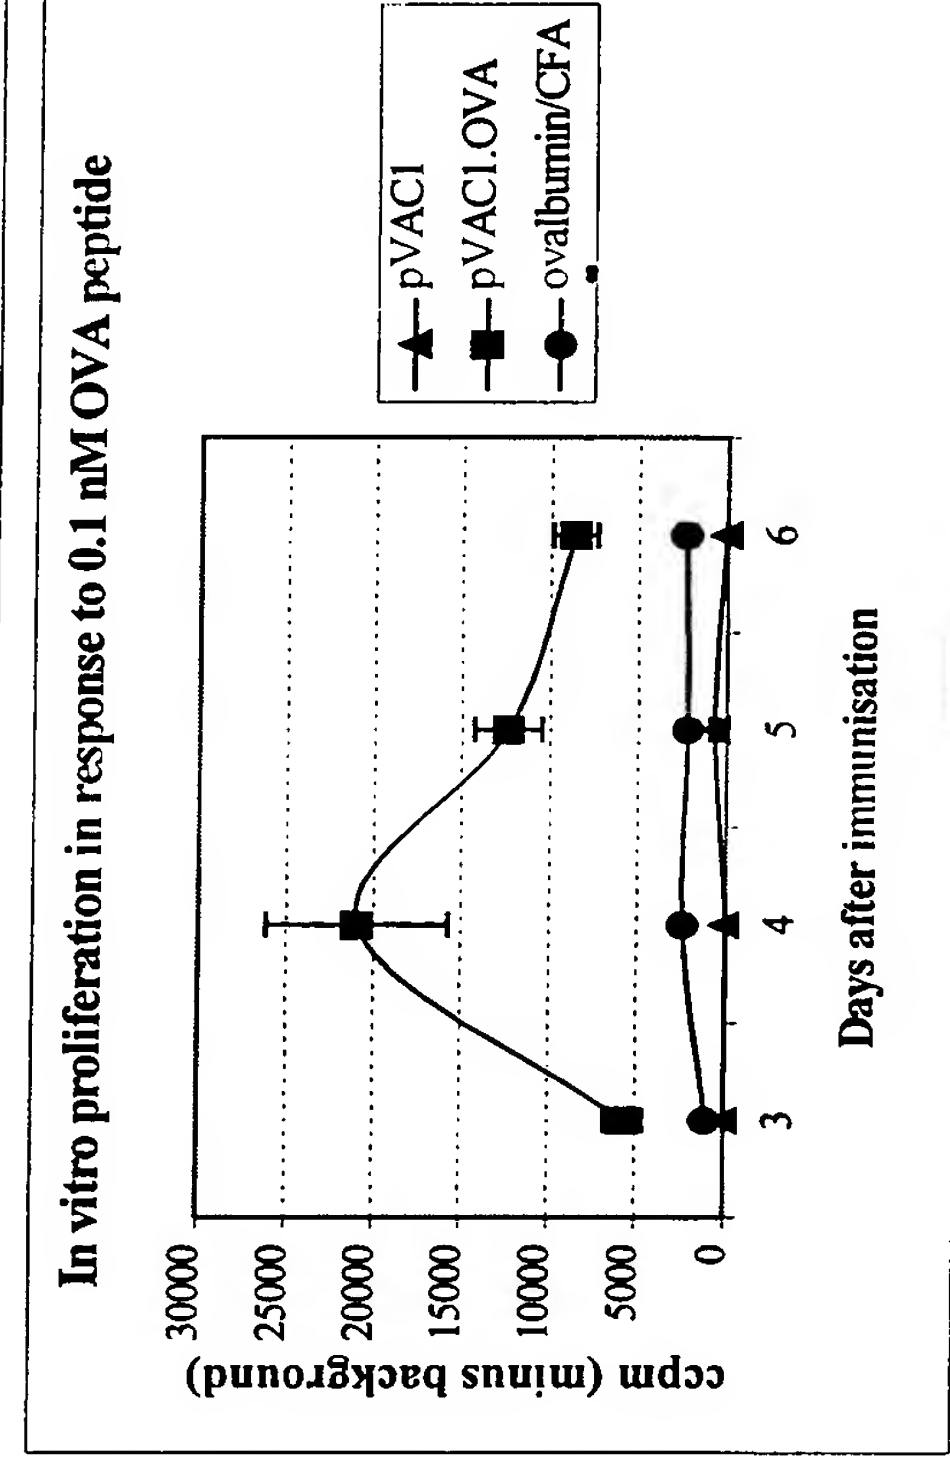 In vitro proliferation in response to 0.1 nM OVA peptide
30000
25000
20000
15000
10000
5000
0
ccpm (minus background)
3 4 5 6
Days after immunisation
pVAC1
pVAC1.OVA
ovalbumin/CFA